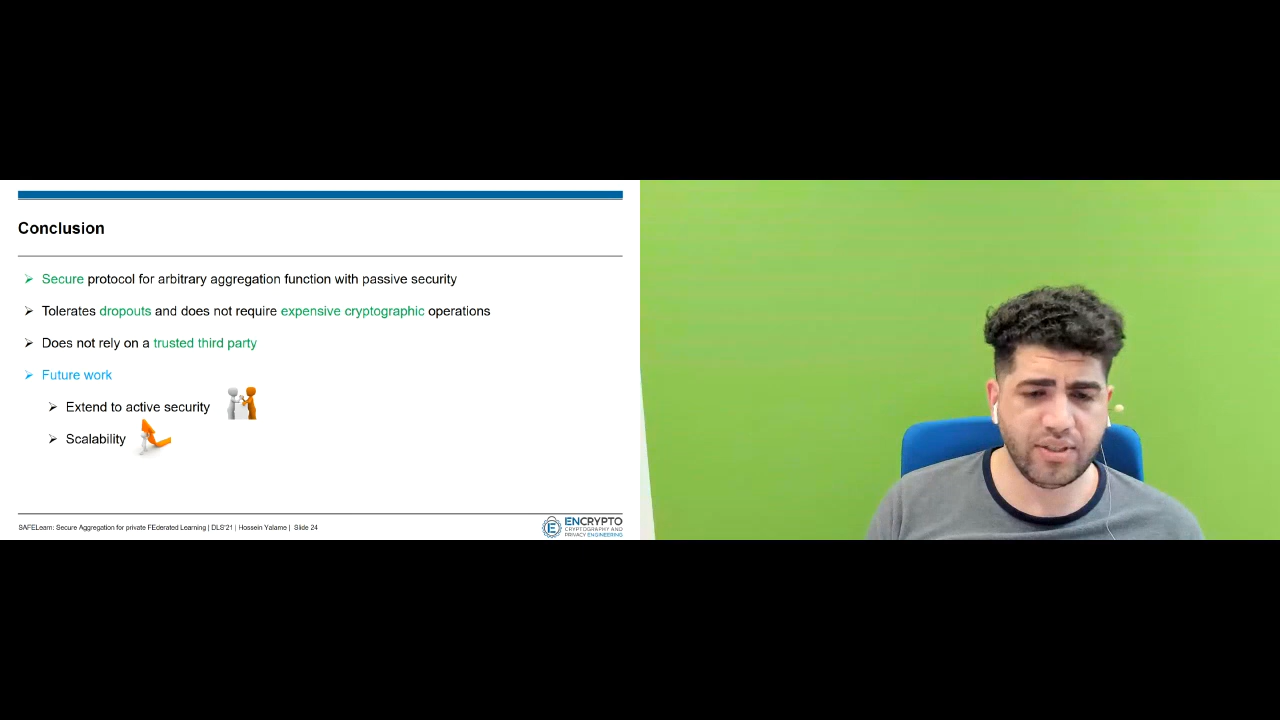 Conclusion
Secure protocol for arbitrary aggregation function with passive security
Tolerates dropouts and does not require expensive cryptographic operations
Does not rely on a trusted third party
Future work
Extend to active security
Scalability
SAFELearn: Secure Aggregation for private FEderated Learning | DLS'21 | Hossein Yalame | Slide 24
ENCRYPTO
CRYPTOGRAPHY AND
PRIVACY ENGINEERING